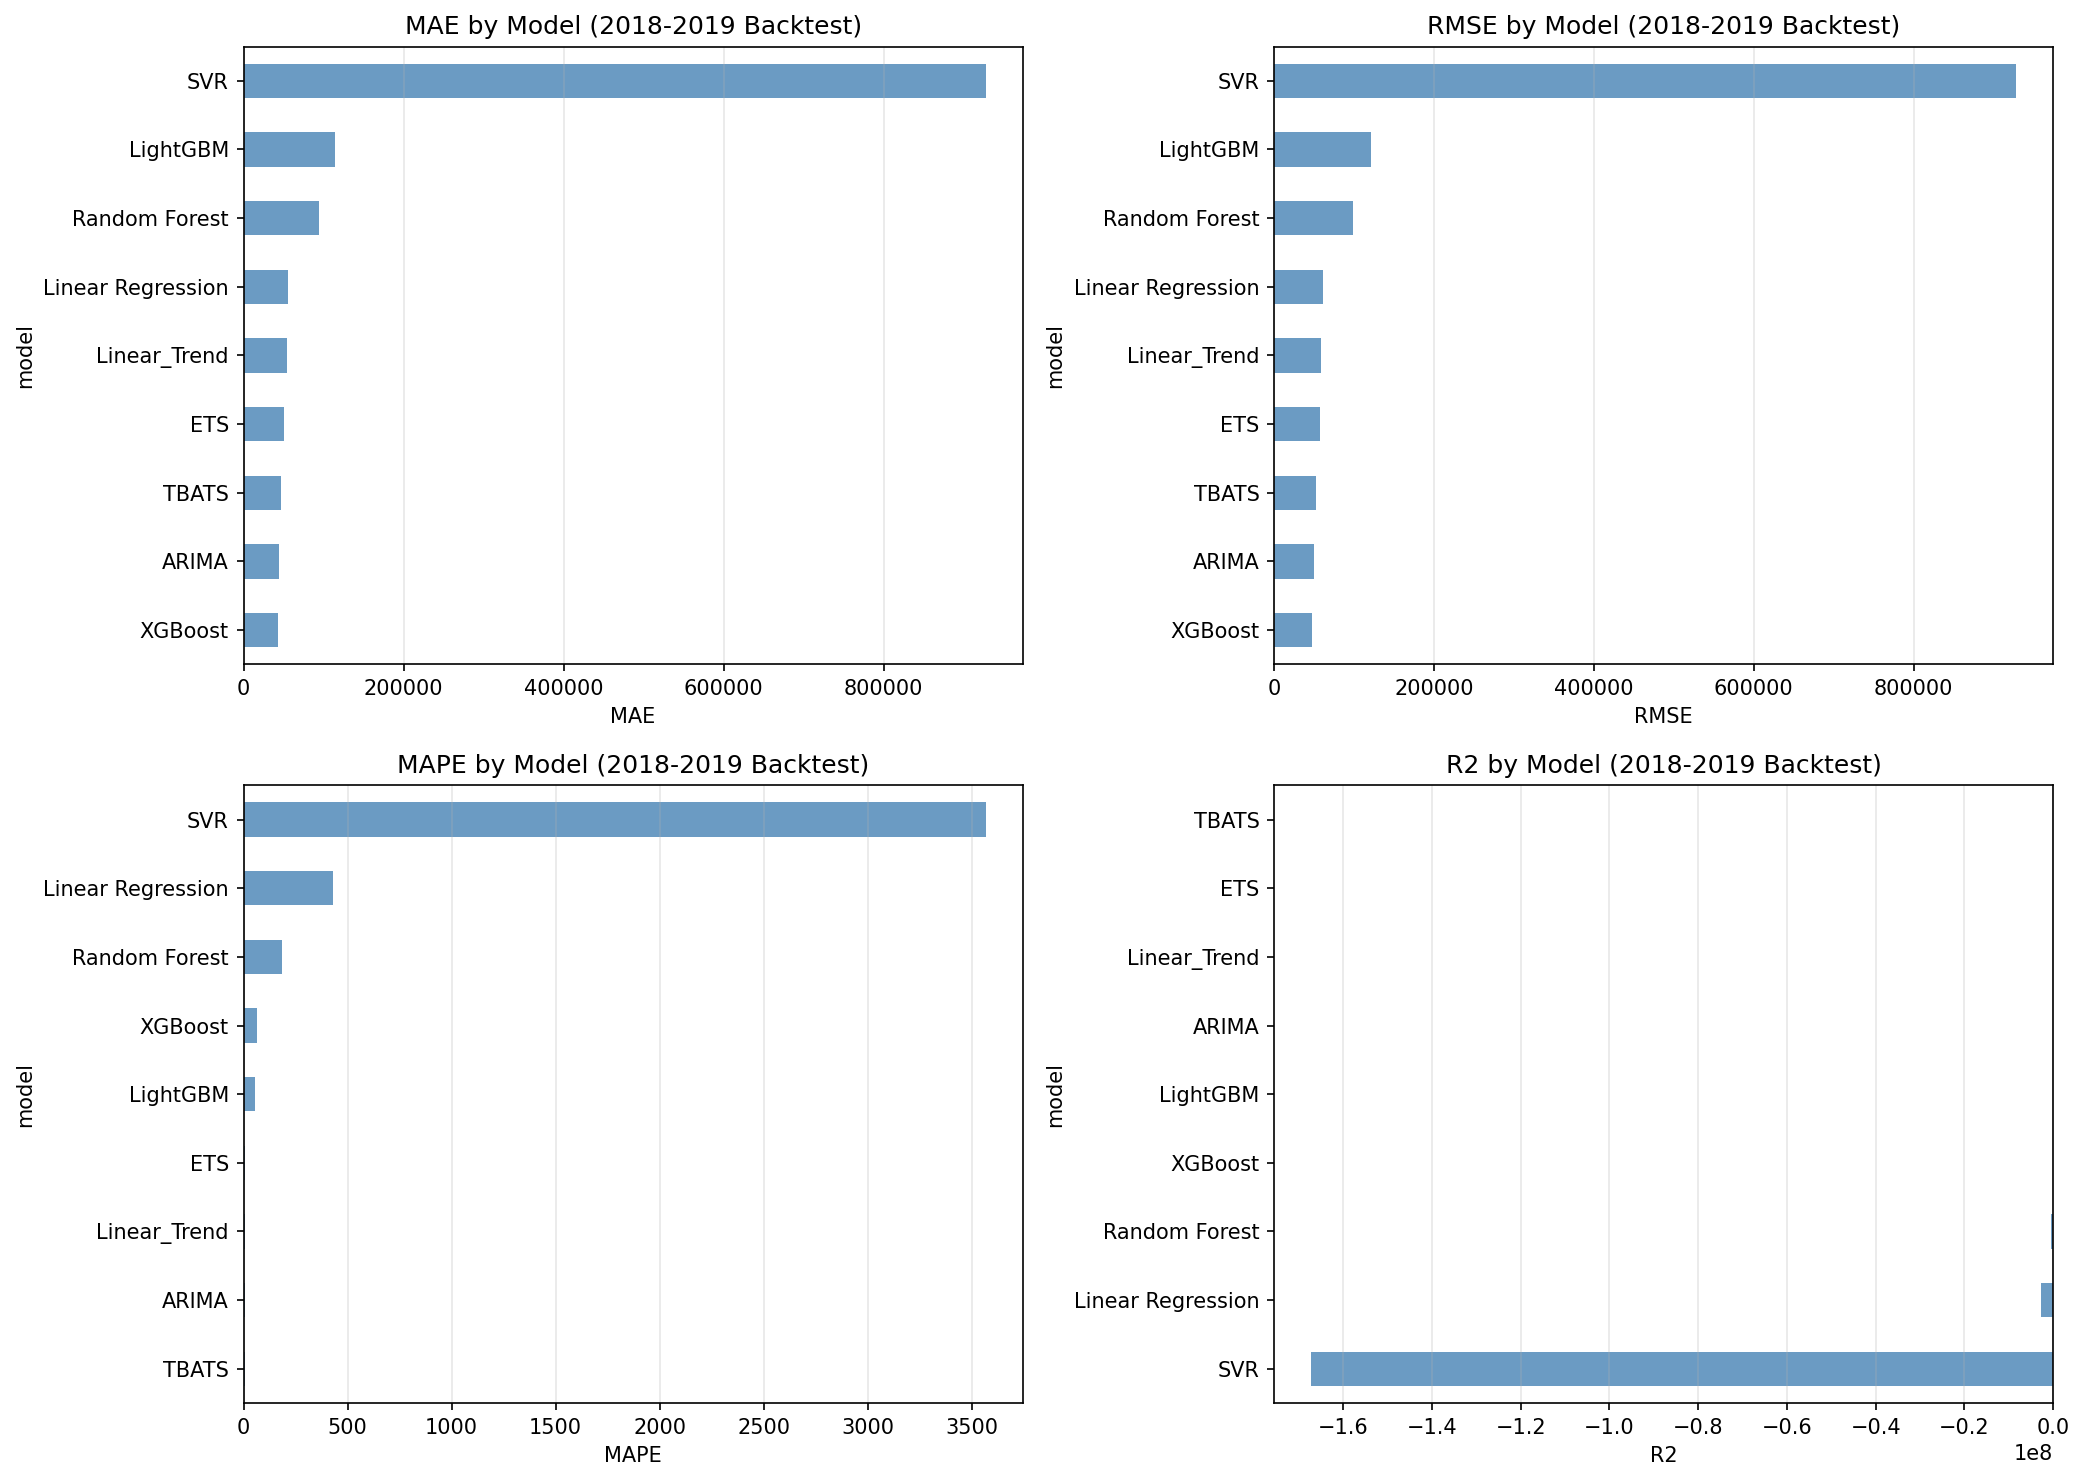 MAE by Model (2018-2019 Backtest)
SVR
LightGBM
Random Forest
Linear Regression
Linear_Trend
ETS
TBATS
ARIMA
XGBoost
model
0 200000 400000 600000 800000
MAE
RMSE by Model (2018-2019 Backtest)
SVR
LightGBM
Random Forest
Linear Regression
Linear_Trend
ETS
TBATS
ARIMA
XGBoost
model
0 200000 400000 600000 800000
RMSE
MAPE by Model (2018-2019 Backtest)
SVR
Linear Regression
Random Forest
XGBoost
LightGBM
ETS
Linear_Trend
ARIMA
TBATS
model
0 500 1000 1500 2000 2500 3000 3500
MAPE
R2 by Model (2018-2019 Backtest)
TBATS
ETS
Linear_Trend
ARIMA
LightGBM
XGBoost
Random Forest
Linear Regression
SVR
model
−1.6 −1.4 −1.2 −1.0 −0.8 −0.6 −0.4 −0.2 0.0
1e8
R2